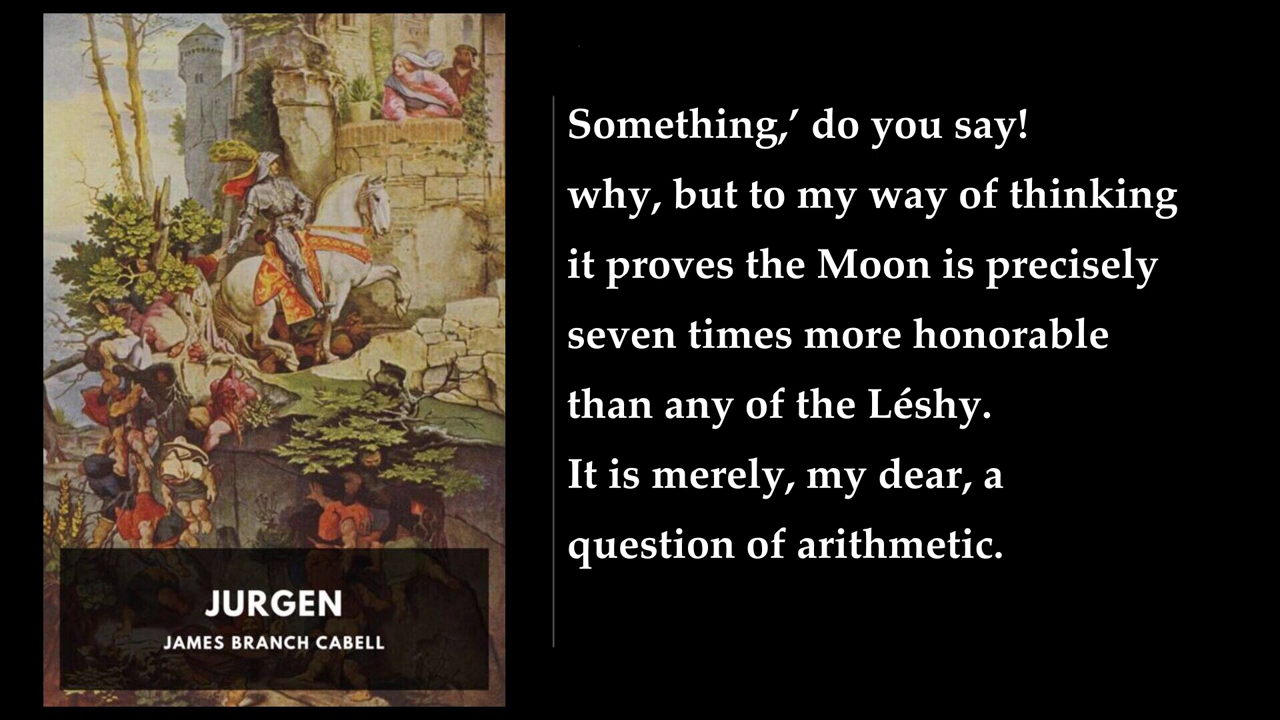 Something,’ do you say!
why, but to my way of thinking
it proves the Moon is precisely
seven times more honorable
than any of the Léshy.
It is merely, my dear, a
question of arithmetic.
JURGEN
JAMES BRANCH CABELL